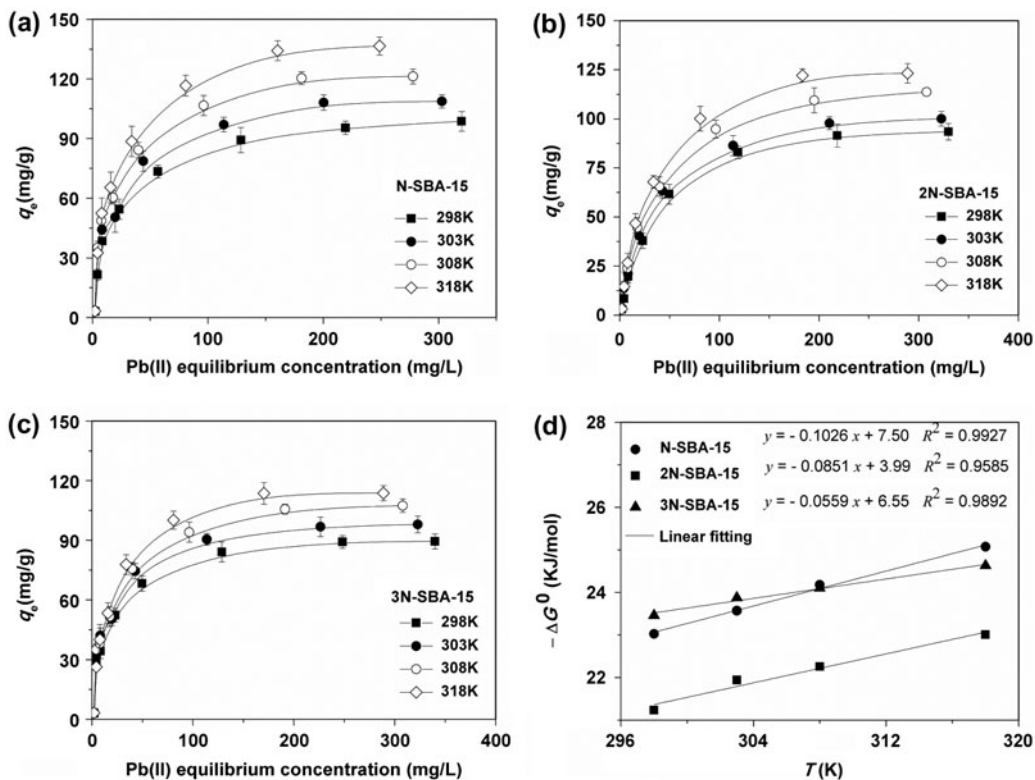 (a)
150
120
90
60
30
0
qe(mg/g)
N-SBA-15
298K
303K
308K
318K
0 100 200 300 400
Pb(II) equilibrium concentration (mg/L)
(b)
150
125
100
75
50
25
0
qe(mg/g)
2N-SBA-15
298K
303K
308K
318K
0 100 200 300 400
Pb(II) equilibrium concentration (mg/L)
(c)
150
120
90
60
30
0
qe(mg/g)
3N-SBA-15
298K
303K
308K
318K
0 100 200 300 400
Pb(II) equilibrium concentration (mg/L)
(d)
28
26
24
22
− ΔG⁰ (KJ/mol)
N-SBA-15 y = - 0.1026 x + 7.50 R² = 0.9927
2N-SBA-15 y = - 0.0851 x + 3.99 R² = 0.9585
3N-SBA-15 y = - 0.0559 x + 6.55 R² = 0.9892
Linear fitting
296 304 312 320
T (K)